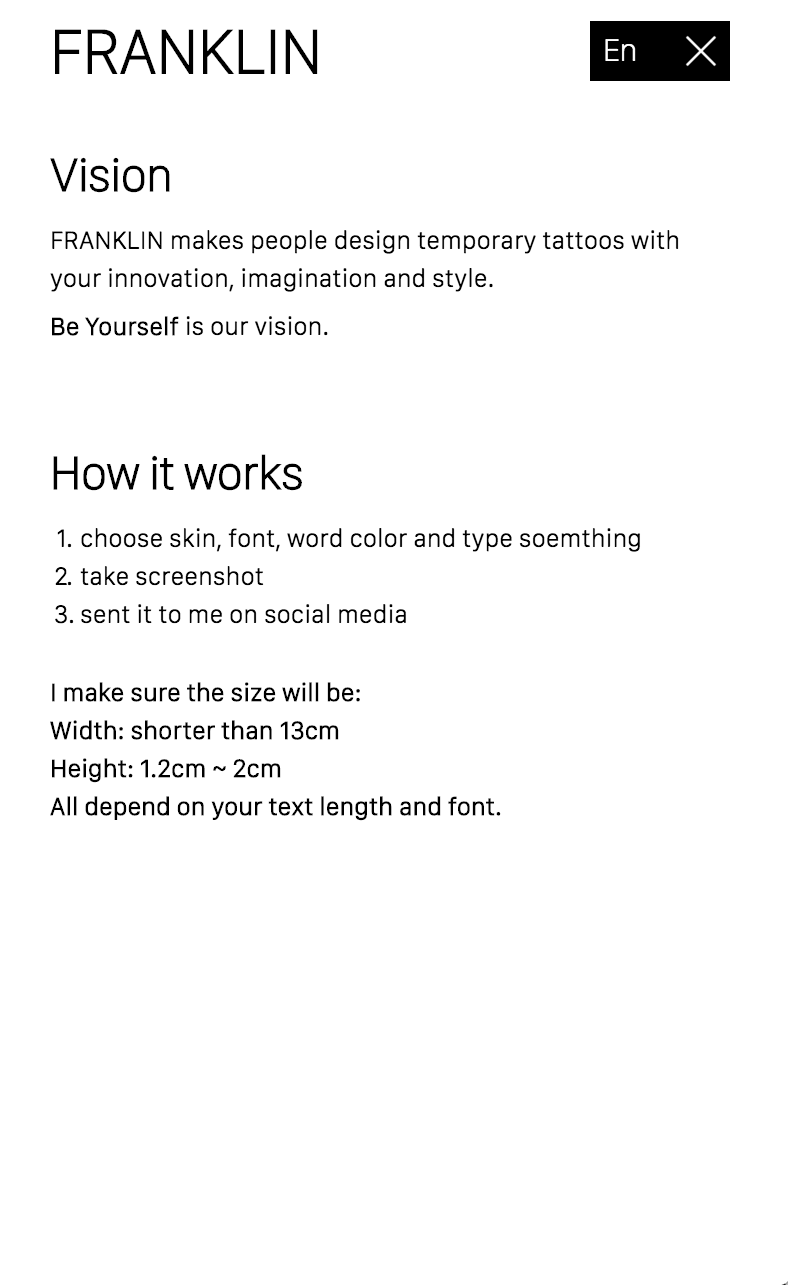 FRANKLIN
En
Vision
FRANKLIN makes people design temporary tattoos with
your innovation, imagination and style.
Be Yourself is our vision.
How it works
1. choose skin, font, word color and type soemthing
2. take screenshot
3. sent it to me on social media
I make sure the size will be:
Width: shorter than 13cm
Height: 1.2cm ~ 2cm
All depend on your text length and font.